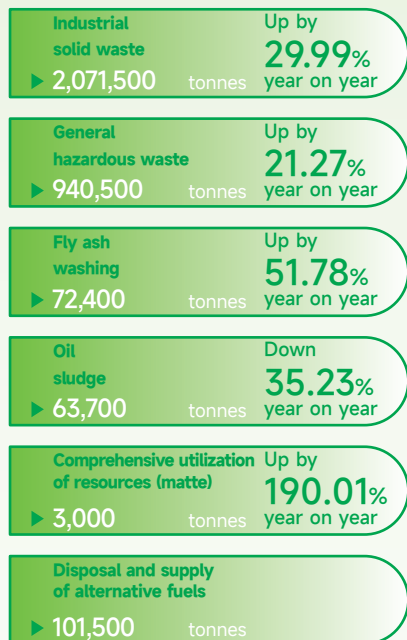 Industrial
solid waste
2,071,500 tonnes
Up by
29.99%
year on year
General
hazardous waste
940,500 tonnes
Up by
21.27%
year on year
Fly ash
washing
72,400 tonnes
Up by
51.78%
year on year
Oil
sludge
63,700 tonnes
Down
35.23%
year on year
Comprehensive utilization
of resources (matte)
3,000 tonnes
Up by
190.01%
year on year
Disposal and supply
of alternative fuels
101,500 tonnes